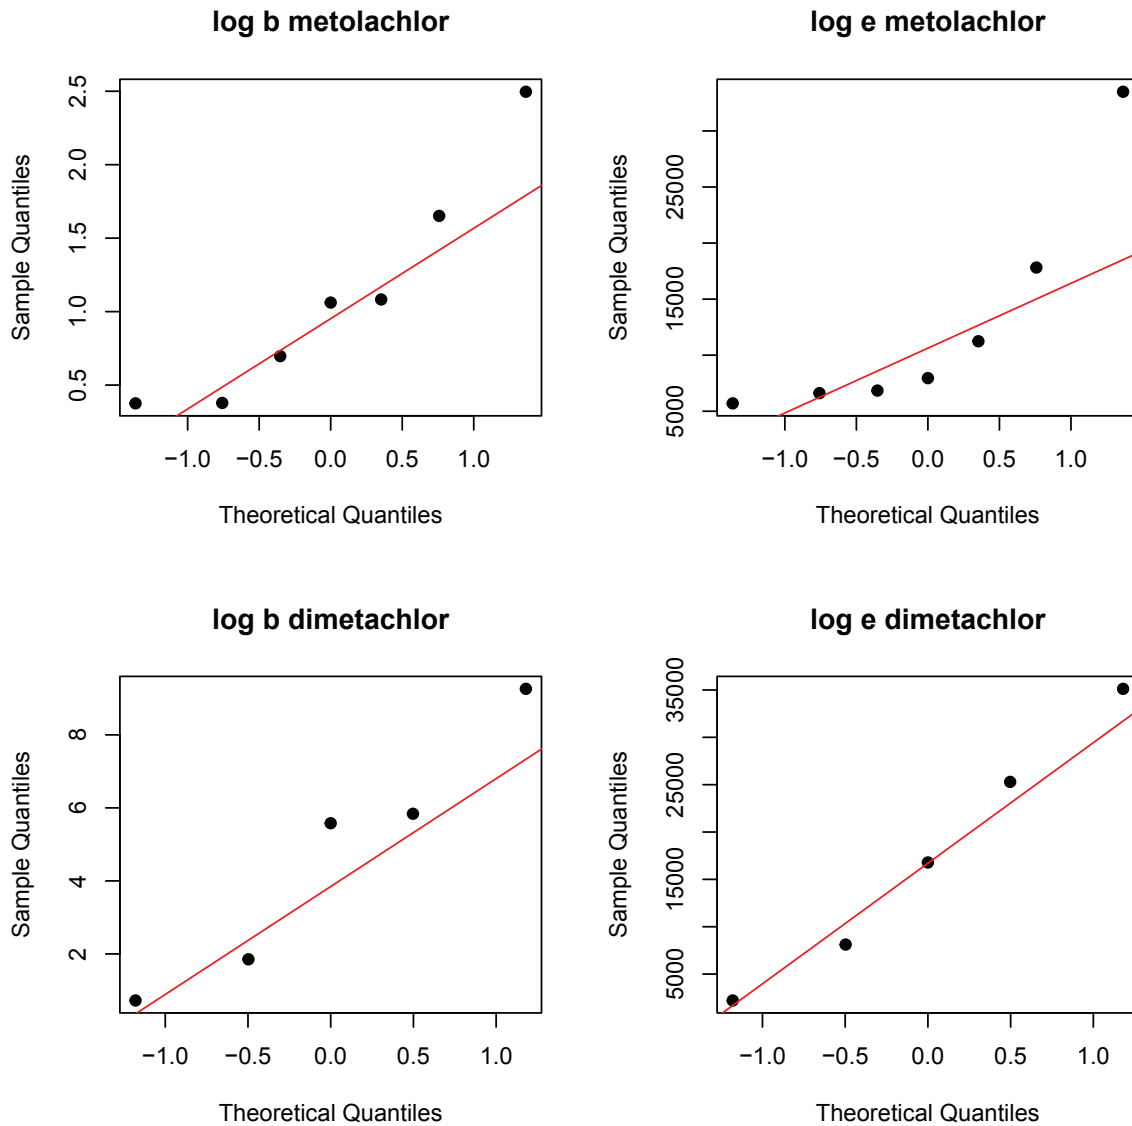 log b metolachlor
Sample Quantiles
0.5 1.0 1.5 2.0 2.5
−1.0 −0.5 0.0 0.5 1.0
Theoretical Quantiles
log e metolachlor
Sample Quantiles
5000 15000 25000
−1.0 −0.5 0.0 0.5 1.0
Theoretical Quantiles
log b dimetachlor
Sample Quantiles
2 4 6 8
−1.0 −0.5 0.0 0.5 1.0
Theoretical Quantiles
log e dimetachlor
Sample Quantiles
5000 15000 25000 35000
−1.0 −0.5 0.0 0.5 1.0
Theoretical Quantiles